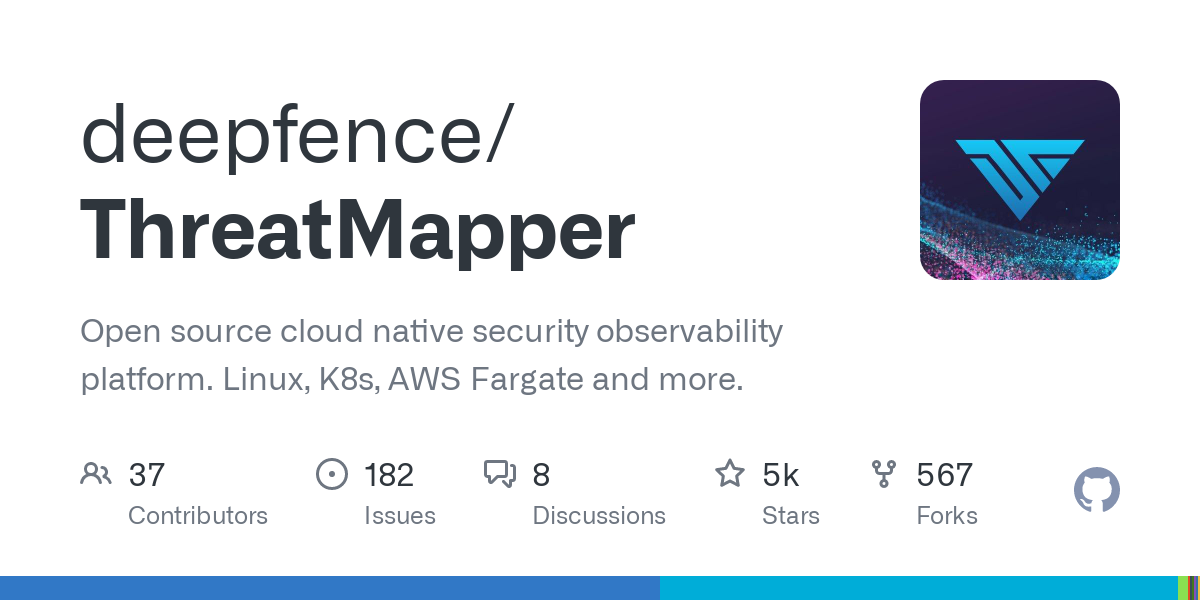 deepfence/
ThreatMapper
Open source cloud native security observability
platform. Linux, K8s, AWS Fargate and more.
37 182 8 5k 567
Contributors Issues Discussions Stars Forks